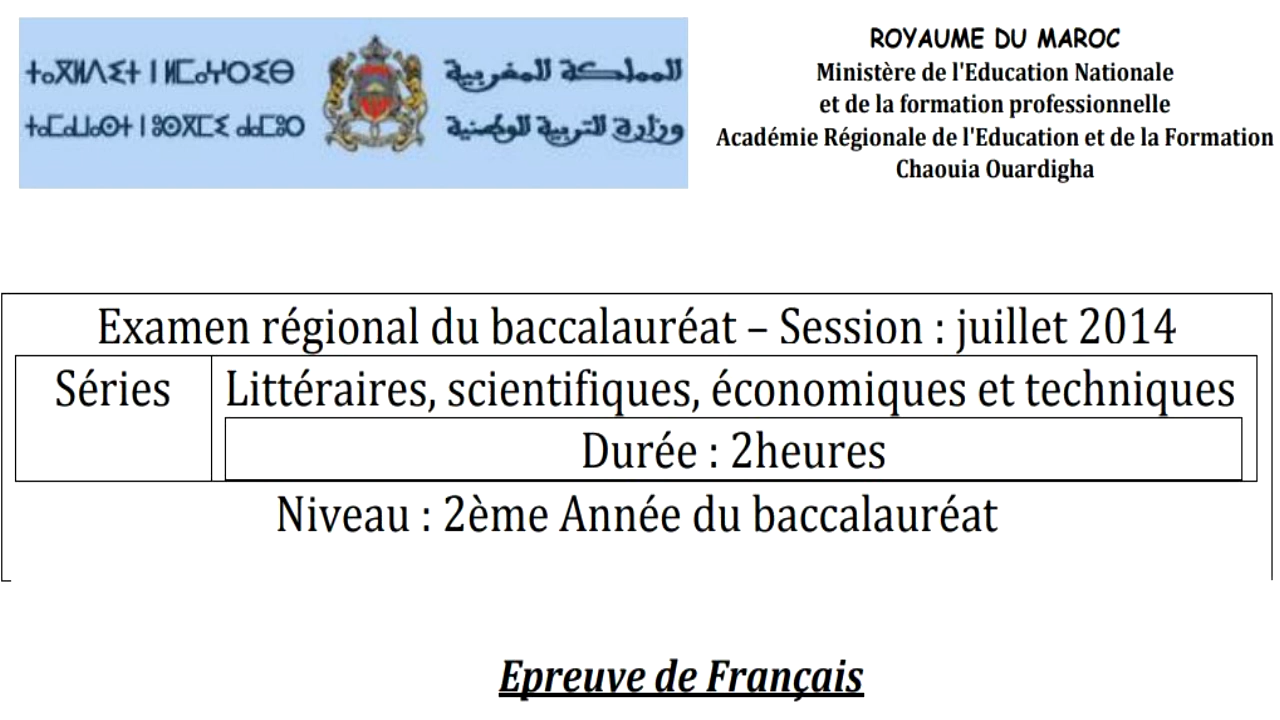 ⵜⴰⴳⵍⴷⵉⵜ ⵏ ⵍⵎⴰⵖⵔⵉⴱ
المملكة المغربية
وزارة التربية الوطنية
ROYAUME DU MAROC
Ministère de l'Education Nationale
et de la formation professionnelle
Académie Régionale de l'Education et de la Formation
Chaouia Ouardigha
Examen régional du baccalauréat – Session : juillet 2014
Séries
Littéraires, scientifiques, économiques et techniques
Durée : 2heures
Niveau : 2ème Année du baccalauréat
Epreuve de Français